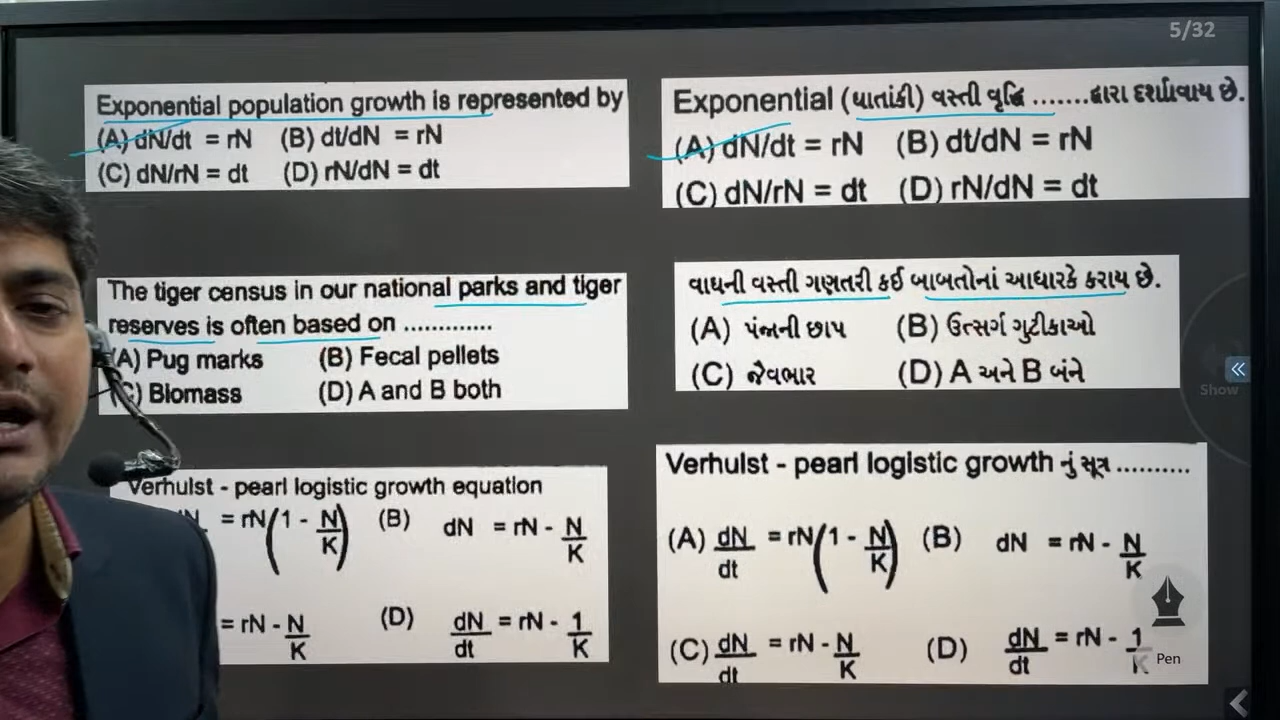 5/32
Exponential population growth is represented by
(A) dN/dt = rN (B) dt/dN = rN
(C) dN/rN = dt (D) rN/dN = dt
Exponential (ઘાતાંકી) વસ્તી વૃદ્ધિ .......દ્વારા દર્શાવાય છે.
(A) dN/dt = rN (B) dt/dN = rN
(C) dN/rN = dt (D) rN/dN = dt
The tiger census in our national parks and tiger
reserves is often based on .............
(A) Pug marks (B) Fecal pellets
(C) Biomass (D) A and B both
વાઘની વસ્તી ગણતરી કઈ બાબતોનાં આધારકે કરાય છે.
(A) પંજાની છાપ (B) ઉત્સર્ગ ગુટીકાઓ
(C) જૈવભાર (D) A અને B બંને
Show
Verhulst - pearl logistic growth equation
= rN(1 - N/K) (B) dN = rN - N/K
= rN - N/K (D) dN/dt = rN - 1/K
Verhulst - pearl logistic growth નું સૂત્ર ..........
(A) dN/dt = rN(1 - N/K) (B) dN = rN - N/K
(C) dN/dt = rN - N/K (D) dN/dt = rN - 1/K
Pen